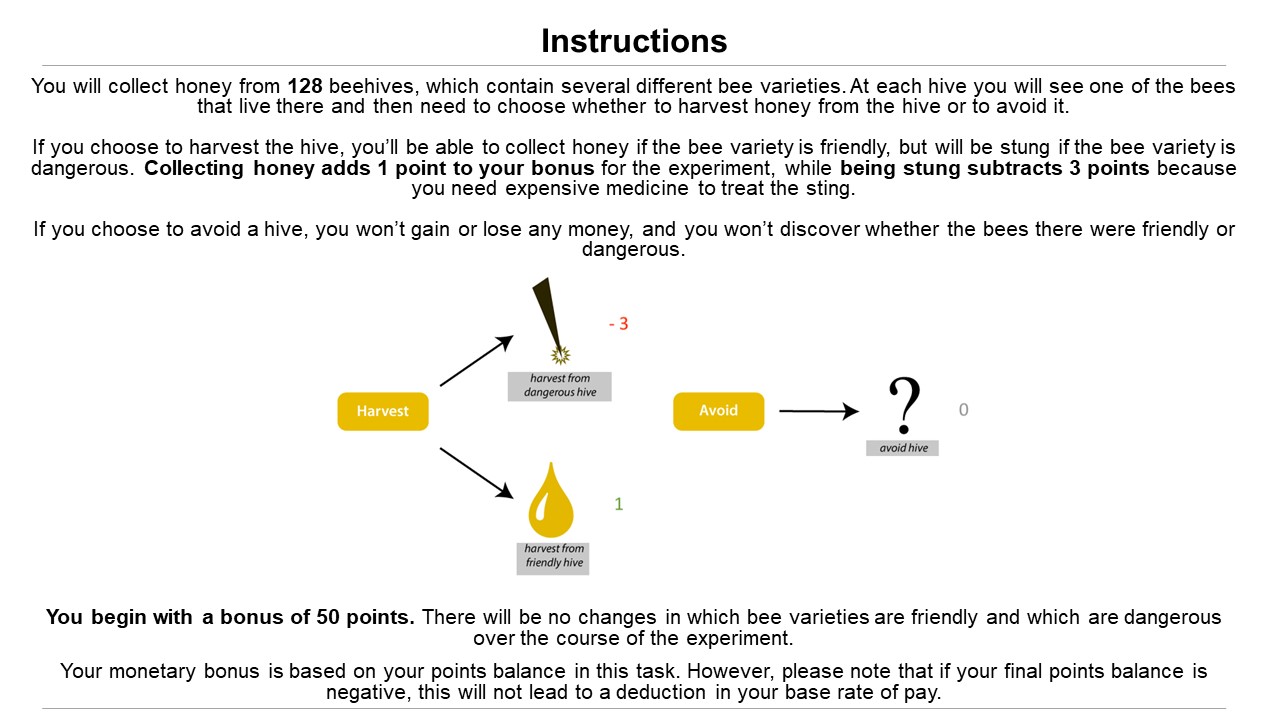 Instructions
You will collect honey from 128 beehives, which contain several different bee varieties. At each hive you will see one of the bees
that live there and then need to choose whether to harvest honey from the hive or to avoid it.
If you choose to harvest the hive, you’ll be able to collect honey if the bee variety is friendly, but will be stung if the bee variety is
dangerous. Collecting honey adds 1 point to your bonus for the experiment, while being stung subtracts 3 points because
you need expensive medicine to treat the sting.
If you choose to avoid a hive, you won’t gain or lose any money, and you won’t discover whether the bees there were friendly or
dangerous.
- 3
harvest from
dangerous hive
Harvest
Avoid
?
0
avoid hive
1
harvest from
friendly hive
You begin with a bonus of 50 points. There will be no changes in which bee varieties are friendly and which are dangerous
over the course of the experiment.
Your monetary bonus is based on your points balance in this task. However, please note that if your final points balance is
negative, this will not lead to a deduction in your base rate of pay.